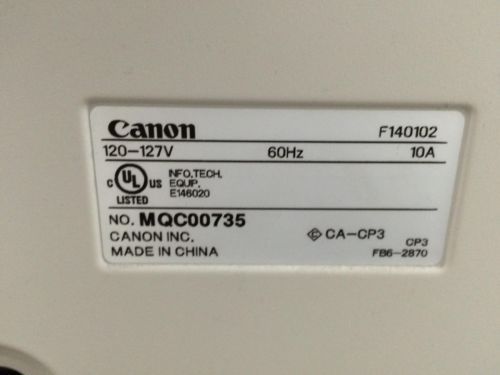 Canon F140102
120-127V 60Hz 10A
C UL US LISTED
INFO.TECH.
EQUIP.
E146020
NO. MQC00735
CANON INC. CA-CP3
MADE IN CHINA CP3
FB6-2870